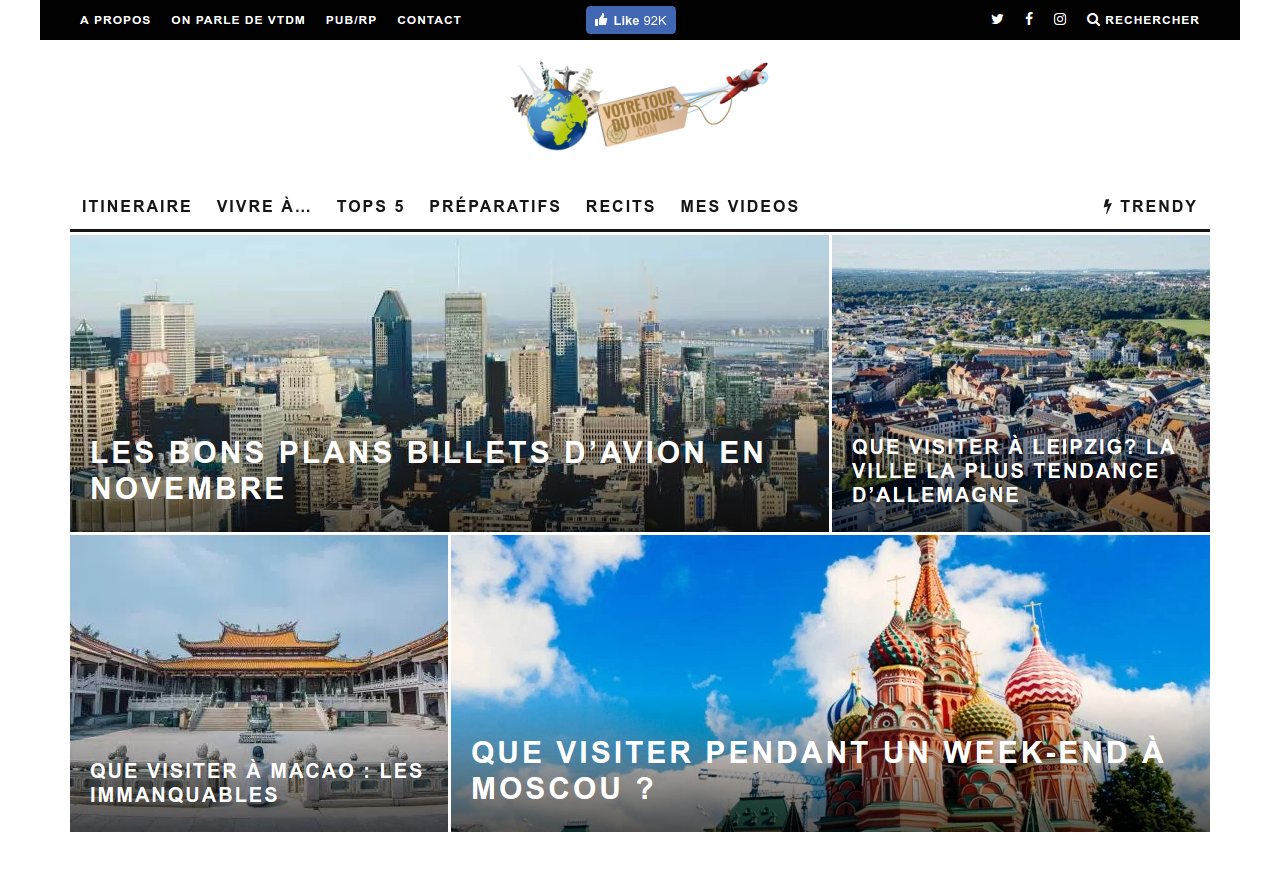 A PROPOS ON PARLE DE VTDM PUB/RP CONTACT Like 92K RECHERCHER
VOTRE TOUR
DU MONDE
.COM
ITINERAIRE VIVRE À... TOPS 5 PRÉPARATIFS RECITS MES VIDEOS TRENDY
LES BONS PLANS BILLETS D’AVION EN
NOVEMBRE
QUE VISITER À LEIPZIG? LA
VILLE LA PLUS TENDANCE
D’ALLEMAGNE
QUE VISITER À MACAO : LES
IMMANQUABLES
QUE VISITER PENDANT UN WEEK-END À
MOSCOU ?